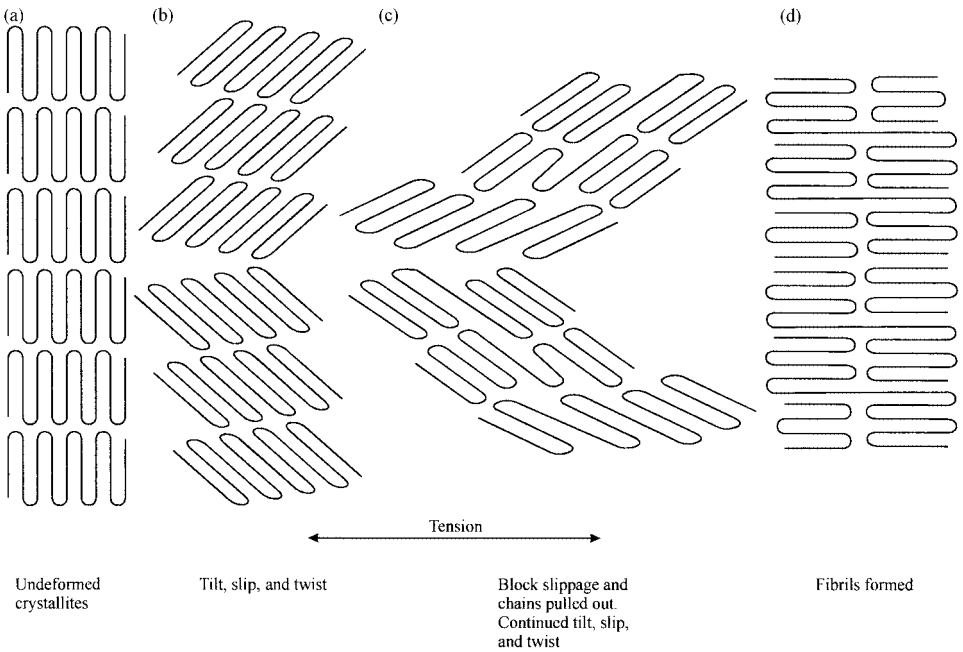 (a)
(b)
(c)
(d)
Tension
Undeformed
crystallites
Tilt, slip, and twist
Block slippage and
chains pulled out.
Continued tilt, slip,
and twist
Fibrils formed